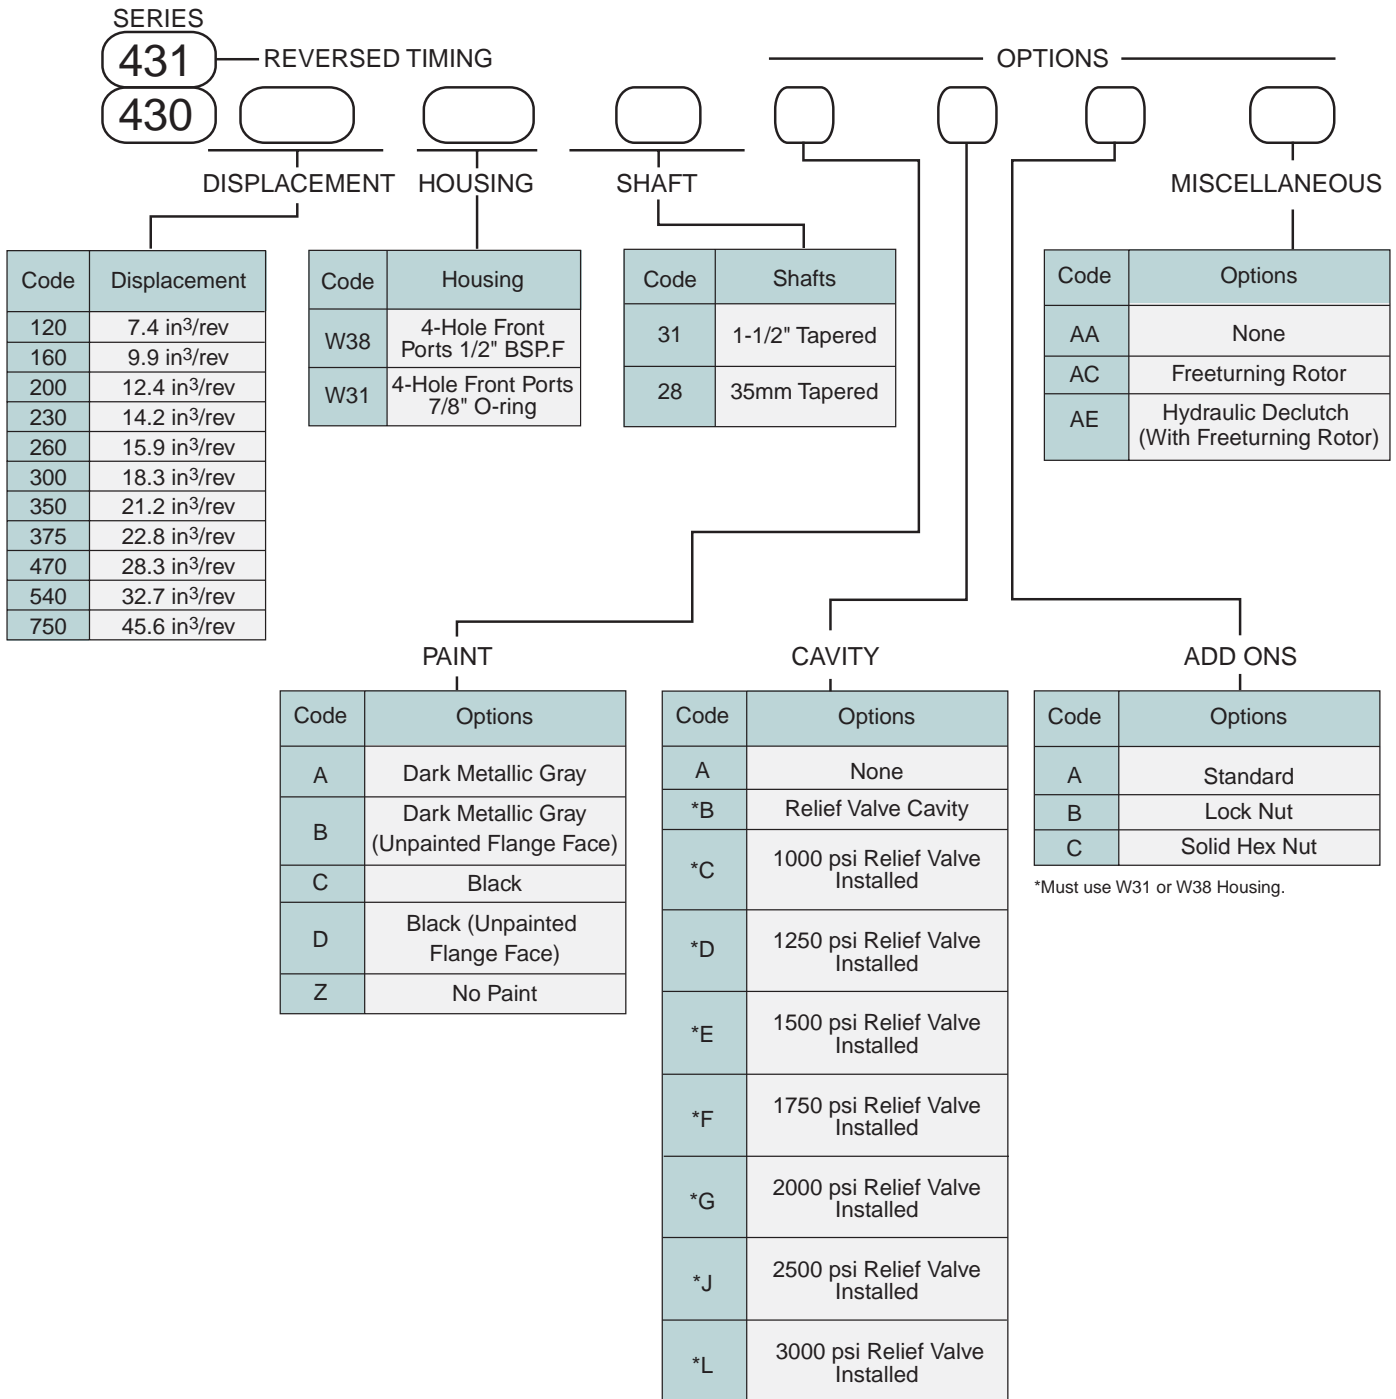 SERIES
431 REVERSED TIMING
OPTIONS
430
DISPLACEMENT
HOUSING
SHAFT
MISCELLANEOUS
Code Displacement
120 7.4 in³/rev
160 9.9 in³/rev
200 12.4 in³/rev
230 14.2 in³/rev
260 15.9 in³/rev
300 18.3 in³/rev
350 21.2 in³/rev
375 22.8 in³/rev
470 28.3 in³/rev
540 32.7 in³/rev
750 45.6 in³/rev
Code Housing
W38 4-Hole Front
Ports 1/2" BSP.F
W31 4-Hole Front Ports
7/8" O-ring
Code Shafts
31 1-1/2" Tapered
28 35mm Tapered
Code Options
AA None
AC Freeturning Rotor
AE Hydraulic Declutch
(With Freeturning Rotor)
PAINT
Code Options
A Dark Metallic Gray
B Dark Metallic Gray
(Unpainted Flange Face)
C Black
D Black (Unpainted
Flange Face)
Z No Paint
CAVITY
Code Options
A None
*B Relief Valve Cavity
*C 1000 psi Relief Valve
Installed
*D 1250 psi Relief Valve
Installed
*E 1500 psi Relief Valve
Installed
*F 1750 psi Relief Valve
Installed
*G 2000 psi Relief Valve
Installed
*J 2500 psi Relief Valve
Installed
*L 3000 psi Relief Valve
Installed
ADD ONS
Code Options
A Standard
B Lock Nut
C Solid Hex Nut
*Must use W31 or W38 Housing.